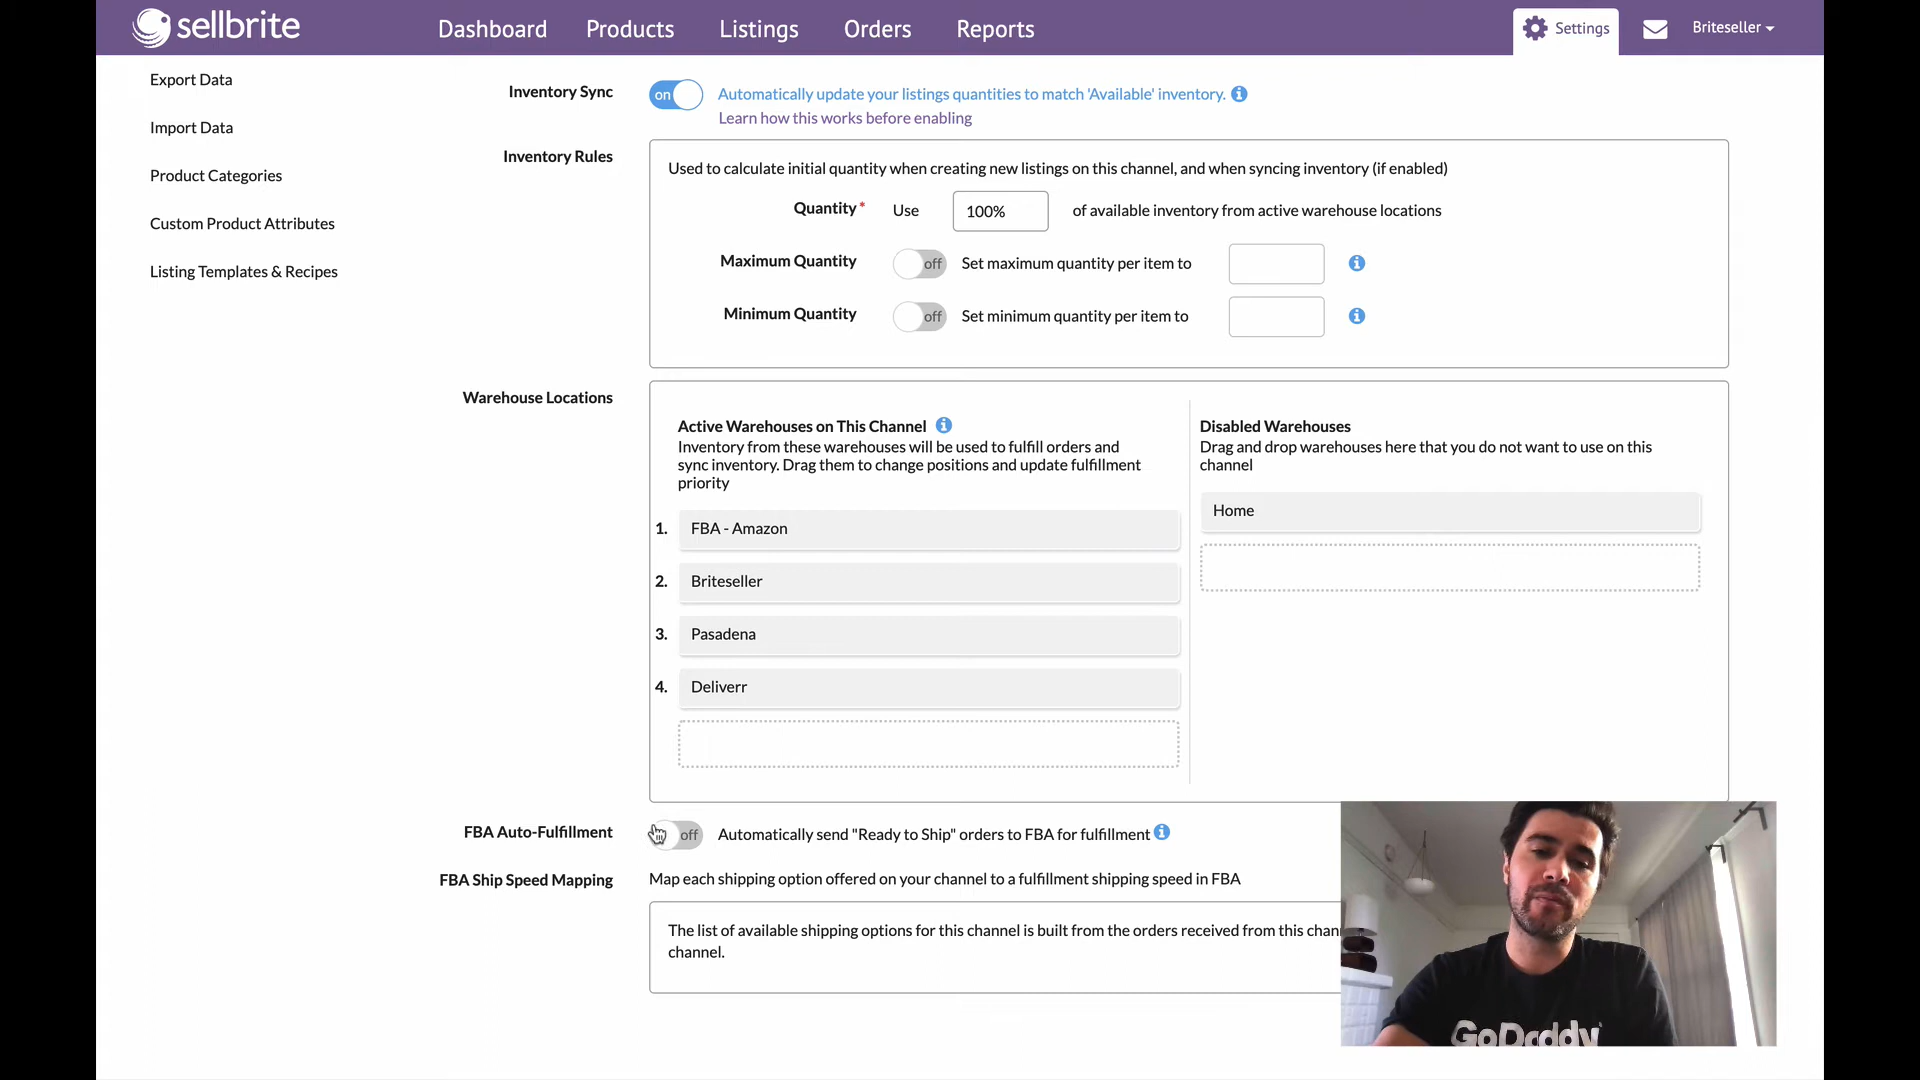 sellbrite
Dashboard
Products
Listings
Orders
Reports
Settings
Briteseller
Export Data
Import Data
Product Categories
Custom Product Attributes
Listing Templates & Recipes
Inventory Sync
on
Automatically update your listings quantities to match 'Available' inventory.
Learn how this works before enabling
Inventory Rules
Used to calculate initial quantity when creating new listings on this channel, and when syncing inventory (if enabled)
Quantity* Use 100% of available inventory from active warehouse locations
Maximum Quantity off Set maximum quantity per item to
Minimum Quantity off Set minimum quantity per item to
Warehouse Locations
Active Warehouses on This Channel
Inventory from these warehouses will be used to fulfill orders and
sync inventory. Drag them to change positions and update fulfillment
priority
1. FBA - Amazon
2. Briteseller
3. Pasadena
4. Deliverr
Disabled Warehouses
Drag and drop warehouses here that you do not want to use on this
channel
Home
FBA Auto-Fulfillment
off
Automatically send "Ready to Ship" orders to FBA for fulfillment
FBA Ship Speed Mapping
Map each shipping option offered on your channel to a fulfillment shipping speed in FBA
The list of available shipping options for this channel is built from the orders received from this chan
channel.
GoDaddy